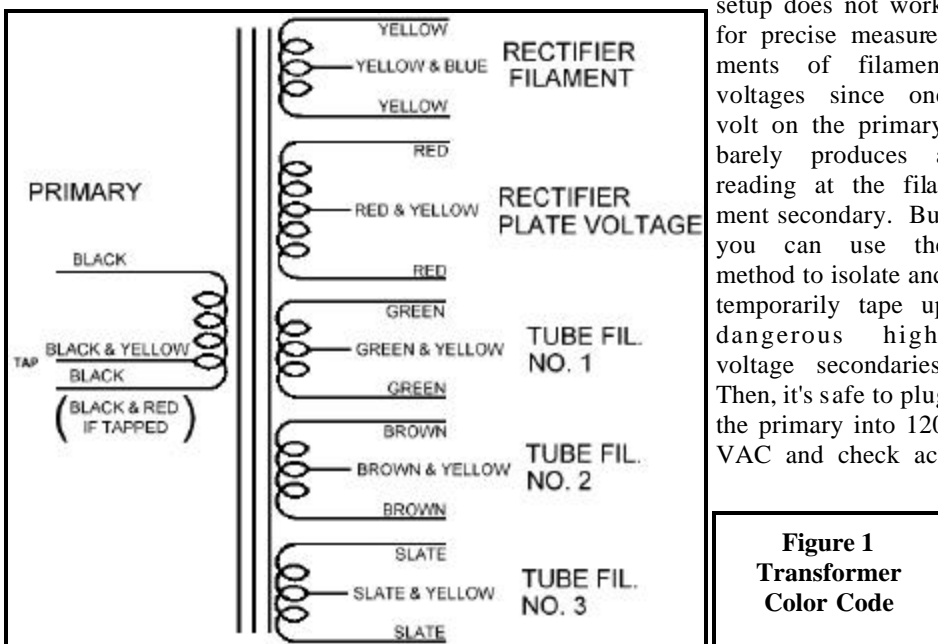 YELLOW
YELLOW & BLUE
YELLOW
RECTIFIER
FILAMENT
RED
RED & YELLOW
RED
RECTIFIER
PLATE VOLTAGE
PRIMARY
BLACK
BLACK & YELLOW
TAP
BLACK
(BLACK & RED
IF TAPPED)
GREEN
GREEN & YELLOW
GREEN
TUBE FIL.
NO. 1
BROWN
BROWN & YELLOW
BROWN
TUBE FIL.
NO. 2
SLATE
SLATE & YELLOW
SLATE
TUBE FIL.
NO. 3
setup does not work
for precise measure
ments of filamen
voltages since one
volt on the primary
barely produces a
reading at the fila
ment secondary. Bu
you can use the
method to isolate and
temporarily tape up
dangerous high
voltage secondaries
Then, it's safe to plug
the primary into 120
VAC and check ac
Figure 1
Transformer
Color Code